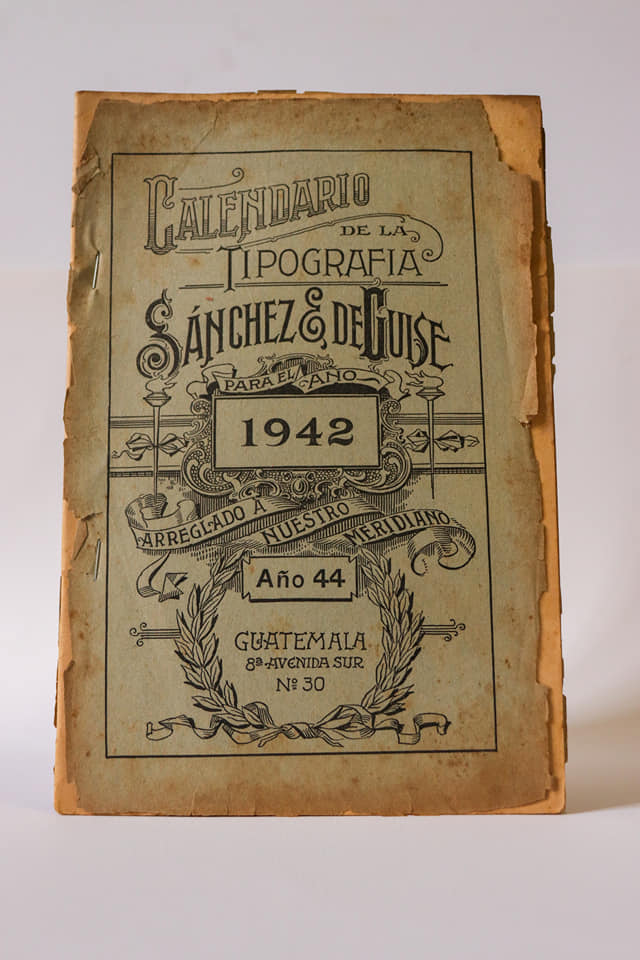 CALENDARIO
DE LA
TIPOGRAFIA
SÁNCHEZ & DE GUISE
PARA EL AÑO
1942
ARREGLADO A NUESTRO MERIDIANO
Año 44
GUATEMALA
8ª AVENIDA SUR
Nº 30